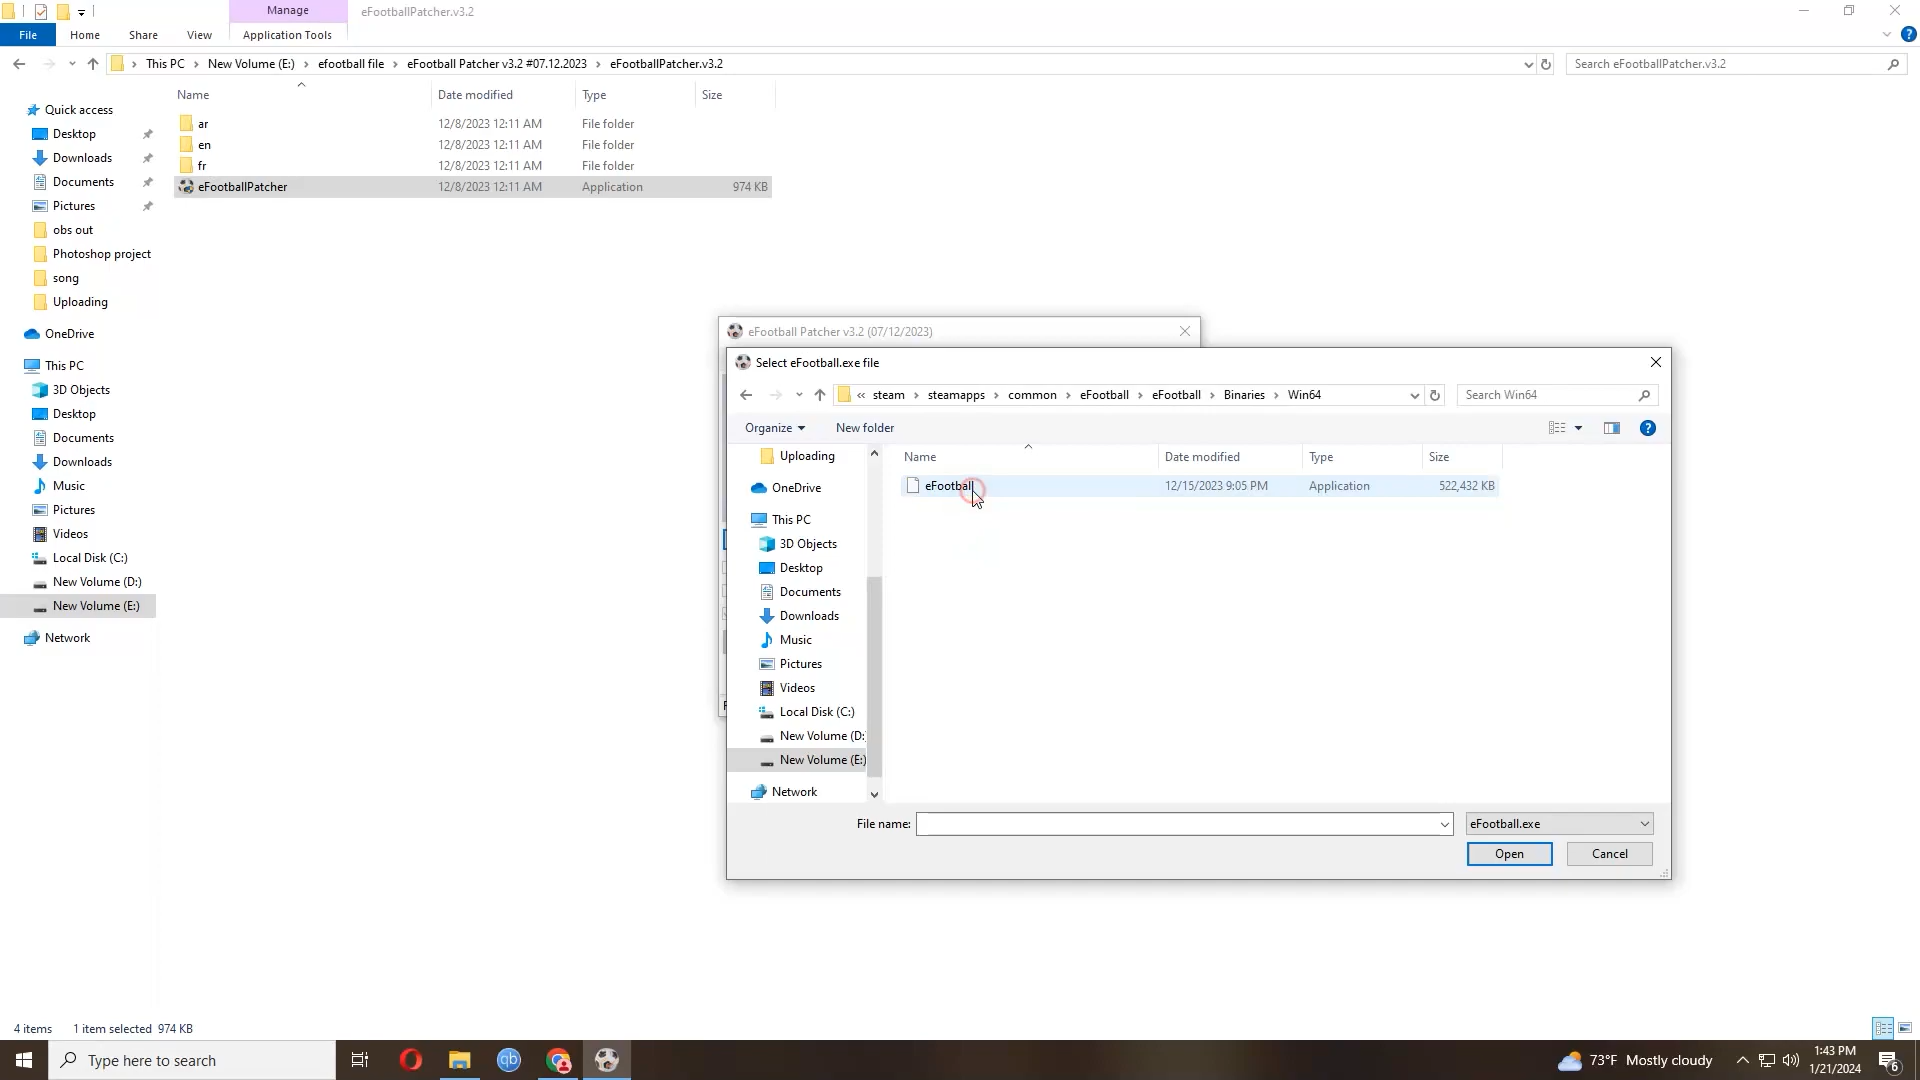 Manage
eFootballPatcher.v3.2
File
Home
Share
View
Application Tools
This PC
New Volume (E:)
efootball file
eFootball Patcher v3.2 #07.12.2023
eFootballPatcher.v3.2
Search eFootballPatcher.v3.2
Name
Date modified
Type
Size
ar
12/8/2023 12:11 AM
File folder
en
12/8/2023 12:11 AM
File folder
fr
12/8/2023 12:11 AM
File folder
eFootballPatcher
12/8/2023 12:11 AM
Application
974 KB
Quick access
Desktop
Downloads
Documents
Pictures
obs out
Photoshop project
song
Uploading
OneDrive
This PC
3D Objects
Desktop
Documents
Downloads
Music
Pictures
Videos
Local Disk (C:)
New Volume (D:)
New Volume (E:)
Network
eFootball Patcher v3.2 (07/12/2023)
Select eFootball.exe file
« steam
steamapps
common
eFootball
eFootball
Binaries
Win64
Search Win64
Organize
New folder
Name
Date modified
Type
Size
eFootball
12/15/2023 9:05 PM
Application
522,432 KB
Uploading
OneDrive
This PC
3D Objects
Desktop
Documents
Downloads
Music
Pictures
Videos
Local Disk (C:)
New Volume (D:
New Volume (E:)
Network
File name:
eFootball.exe
Open
Cancel
4 items
1 item selected 974 KB
Type here to search
qb
73°F Mostly cloudy
1:43 PM
1/21/2024
6